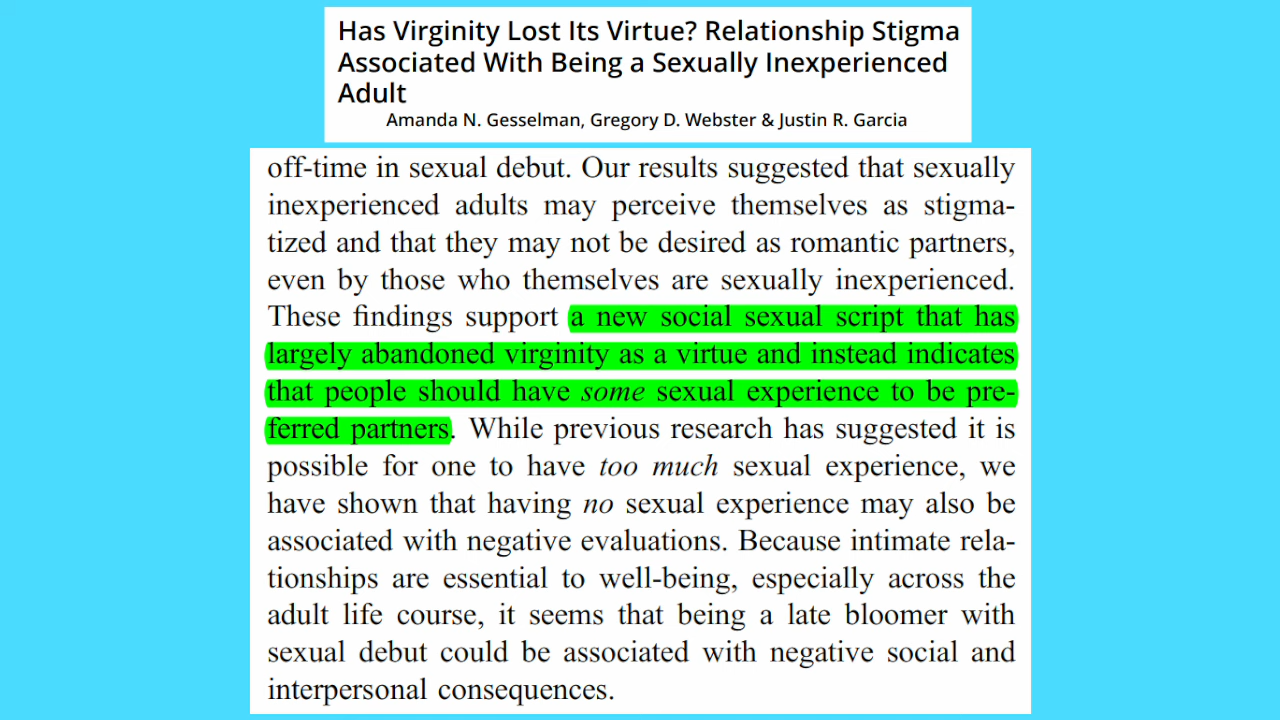 Has Virginity Lost Its Virtue? Relationship Stigma
Associated With Being a Sexually Inexperienced
Adult
Amanda N. Gesselman, Gregory D. Webster & Justin R. Garcia
off-time in sexual debut. Our results suggested that sexually
inexperienced adults may perceive themselves as stigma-
tized and that they may not be desired as romantic partners,
even by those who themselves are sexually inexperienced.
These findings support a new social sexual script that has
largely abandoned virginity as a virtue and instead indicates
that people should have some sexual experience to be pre-
ferred partners. While previous research has suggested it is
possible for one to have too much sexual experience, we
have shown that having no sexual experience may also be
associated with negative evaluations. Because intimate rela-
tionships are essential to well-being, especially across the
adult life course, it seems that being a late bloomer with
sexual debut could be associated with negative social and
interpersonal consequences.